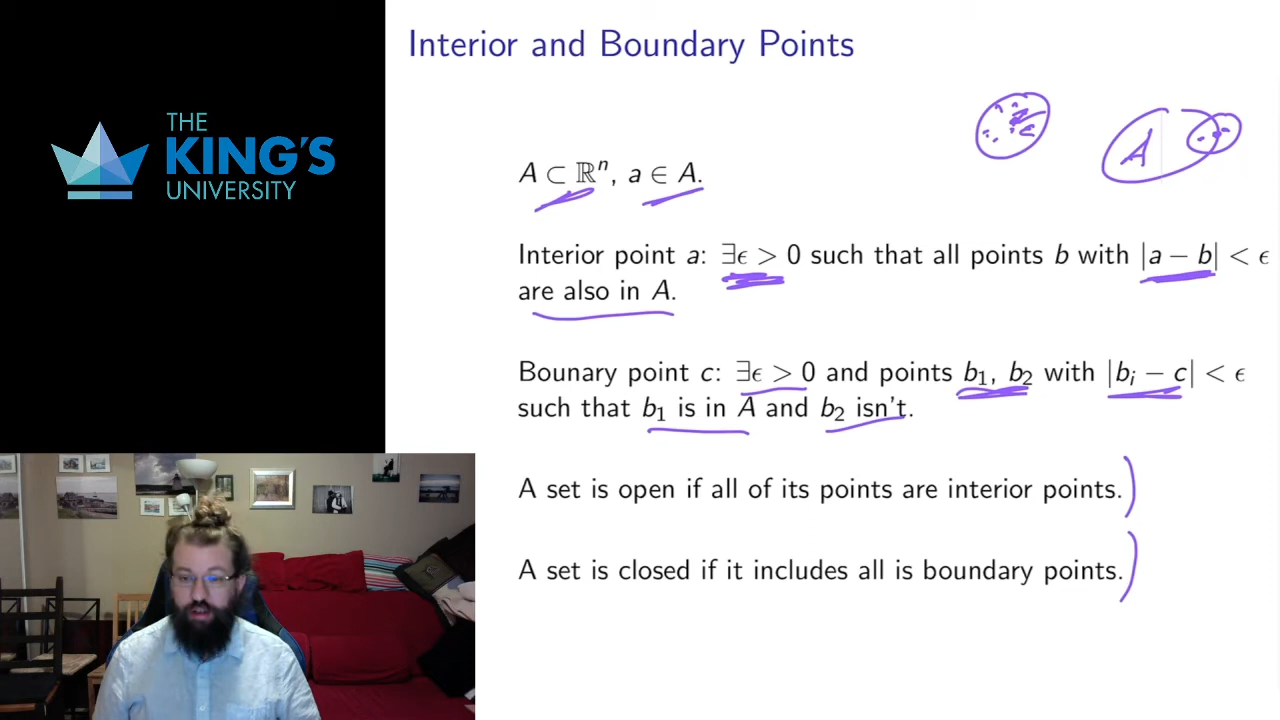 THE
KING'S
UNIVERSITY
Interior and Boundary Points
A ⊂ ℝⁿ, a ∈ A.
A
Interior point a: ∃ϵ > 0 such that all points b with |a − b| < ϵ
are also in A.
Bounary point c: ∃ϵ > 0 and points b₁, b₂ with |bᵢ − c| < ϵ
such that b₁ is in A and b₂ isn't.
A set is open if all of its points are interior points.
A set is closed if it includes all is boundary points.